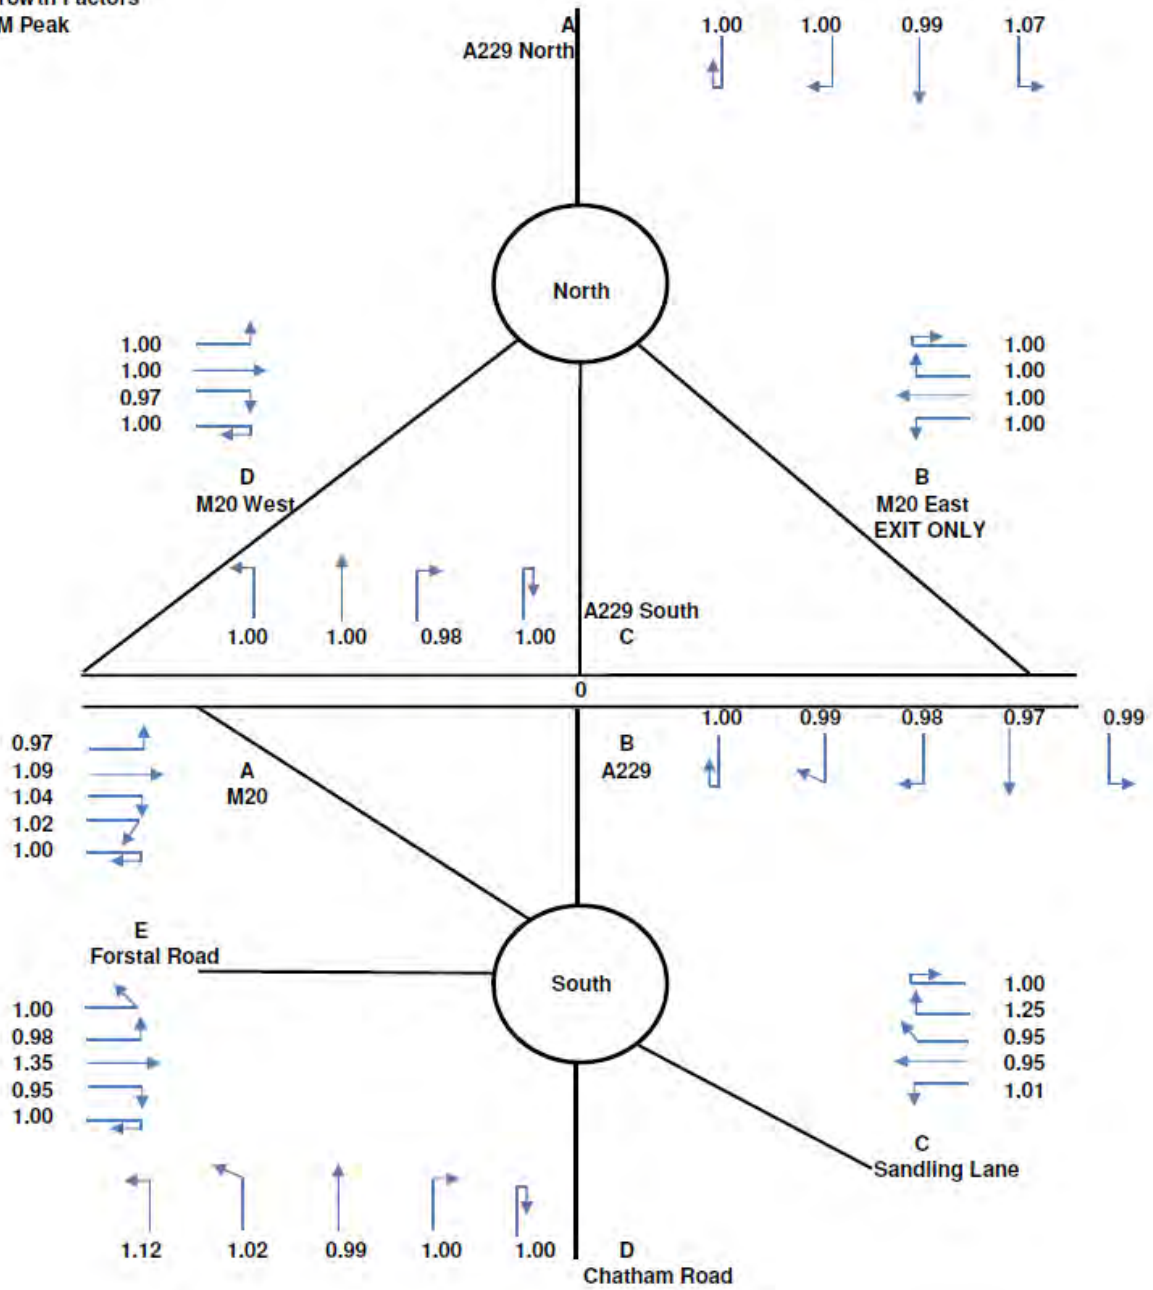 M Peak
A
A229 North
1.00 1.00 0.99 1.07
North
1.00
1.00
0.97
1.00
1.00
1.00
1.00
1.00
D
M20 West
B
M20 East
EXIT ONLY
A229 South
C
1.00 1.00 0.98 1.00
0
1.00 0.99 0.98 0.97 0.99
0.97
1.09
1.04
1.02
1.00
A
M20
B
A229
E
Forstal Road
South
1.00
0.98
1.35
0.95
1.00
1.00
1.25
0.95
0.95
1.01
C
Sandling Lane
1.12 1.02 0.99 1.00 1.00
D
Chatham Road